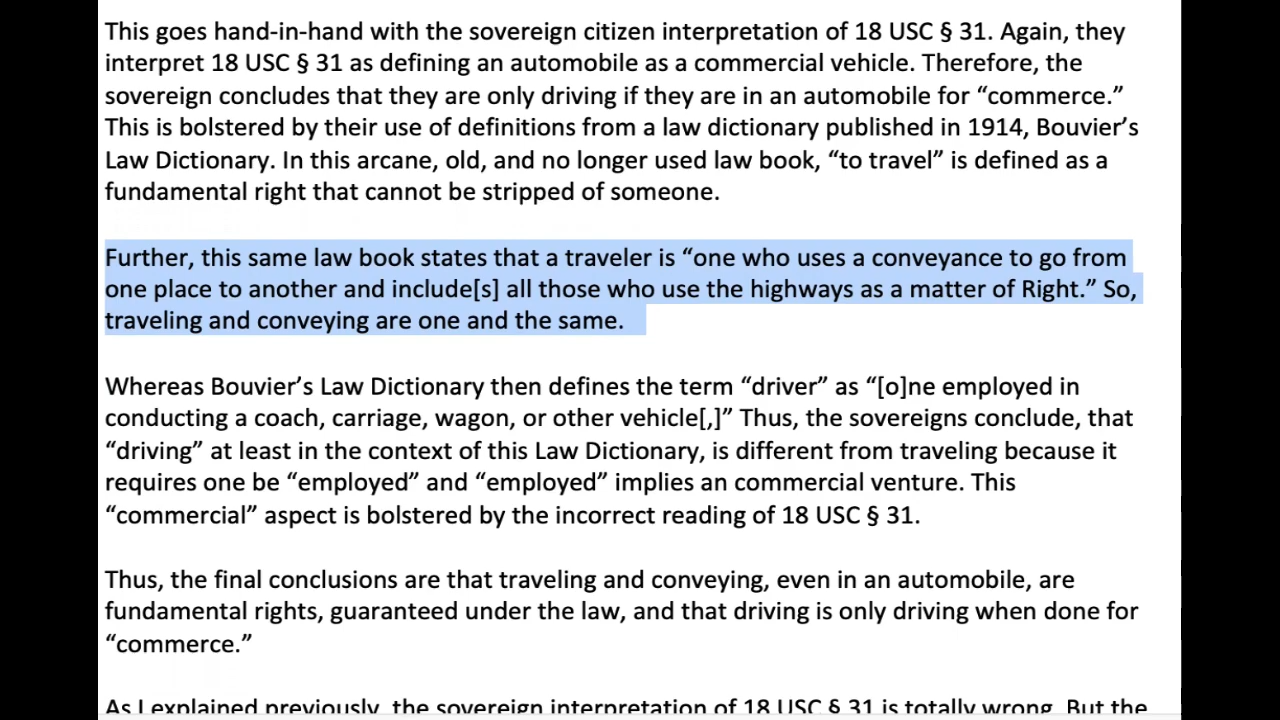 This goes hand-in-hand with the sovereign citizen interpretation of 18 USC § 31. Again, they
interpret 18 USC § 31 as defining an automobile as a commercial vehicle. Therefore, the
sovereign concludes that they are only driving if they are in an automobile for “commerce.”
This is bolstered by their use of definitions from a law dictionary published in 1914, Bouvier’s
Law Dictionary. In this arcane, old, and no longer used law book, “to travel” is defined as a
fundamental right that cannot be stripped of someone.
Further, this same law book states that a traveler is “one who uses a conveyance to go from
one place to another and include[s] all those who use the highways as a matter of Right.” So,
traveling and conveying are one and the same.
Whereas Bouvier’s Law Dictionary then defines the term “driver” as “[o]ne employed in
conducting a coach, carriage, wagon, or other vehicle[,]” Thus, the sovereigns conclude, that
“driving” at least in the context of this Law Dictionary, is different from traveling because it
requires one be “employed” and “employed” implies an commercial venture. This
“commercial” aspect is bolstered by the incorrect reading of 18 USC § 31.
Thus, the final conclusions are that traveling and conveying, even in an automobile, are
fundamental rights, guaranteed under the law, and that driving is only driving when done for
“commerce.”
As I explained previously, the sovereign interpretation of 18 USC § 31 is totally wrong. But the